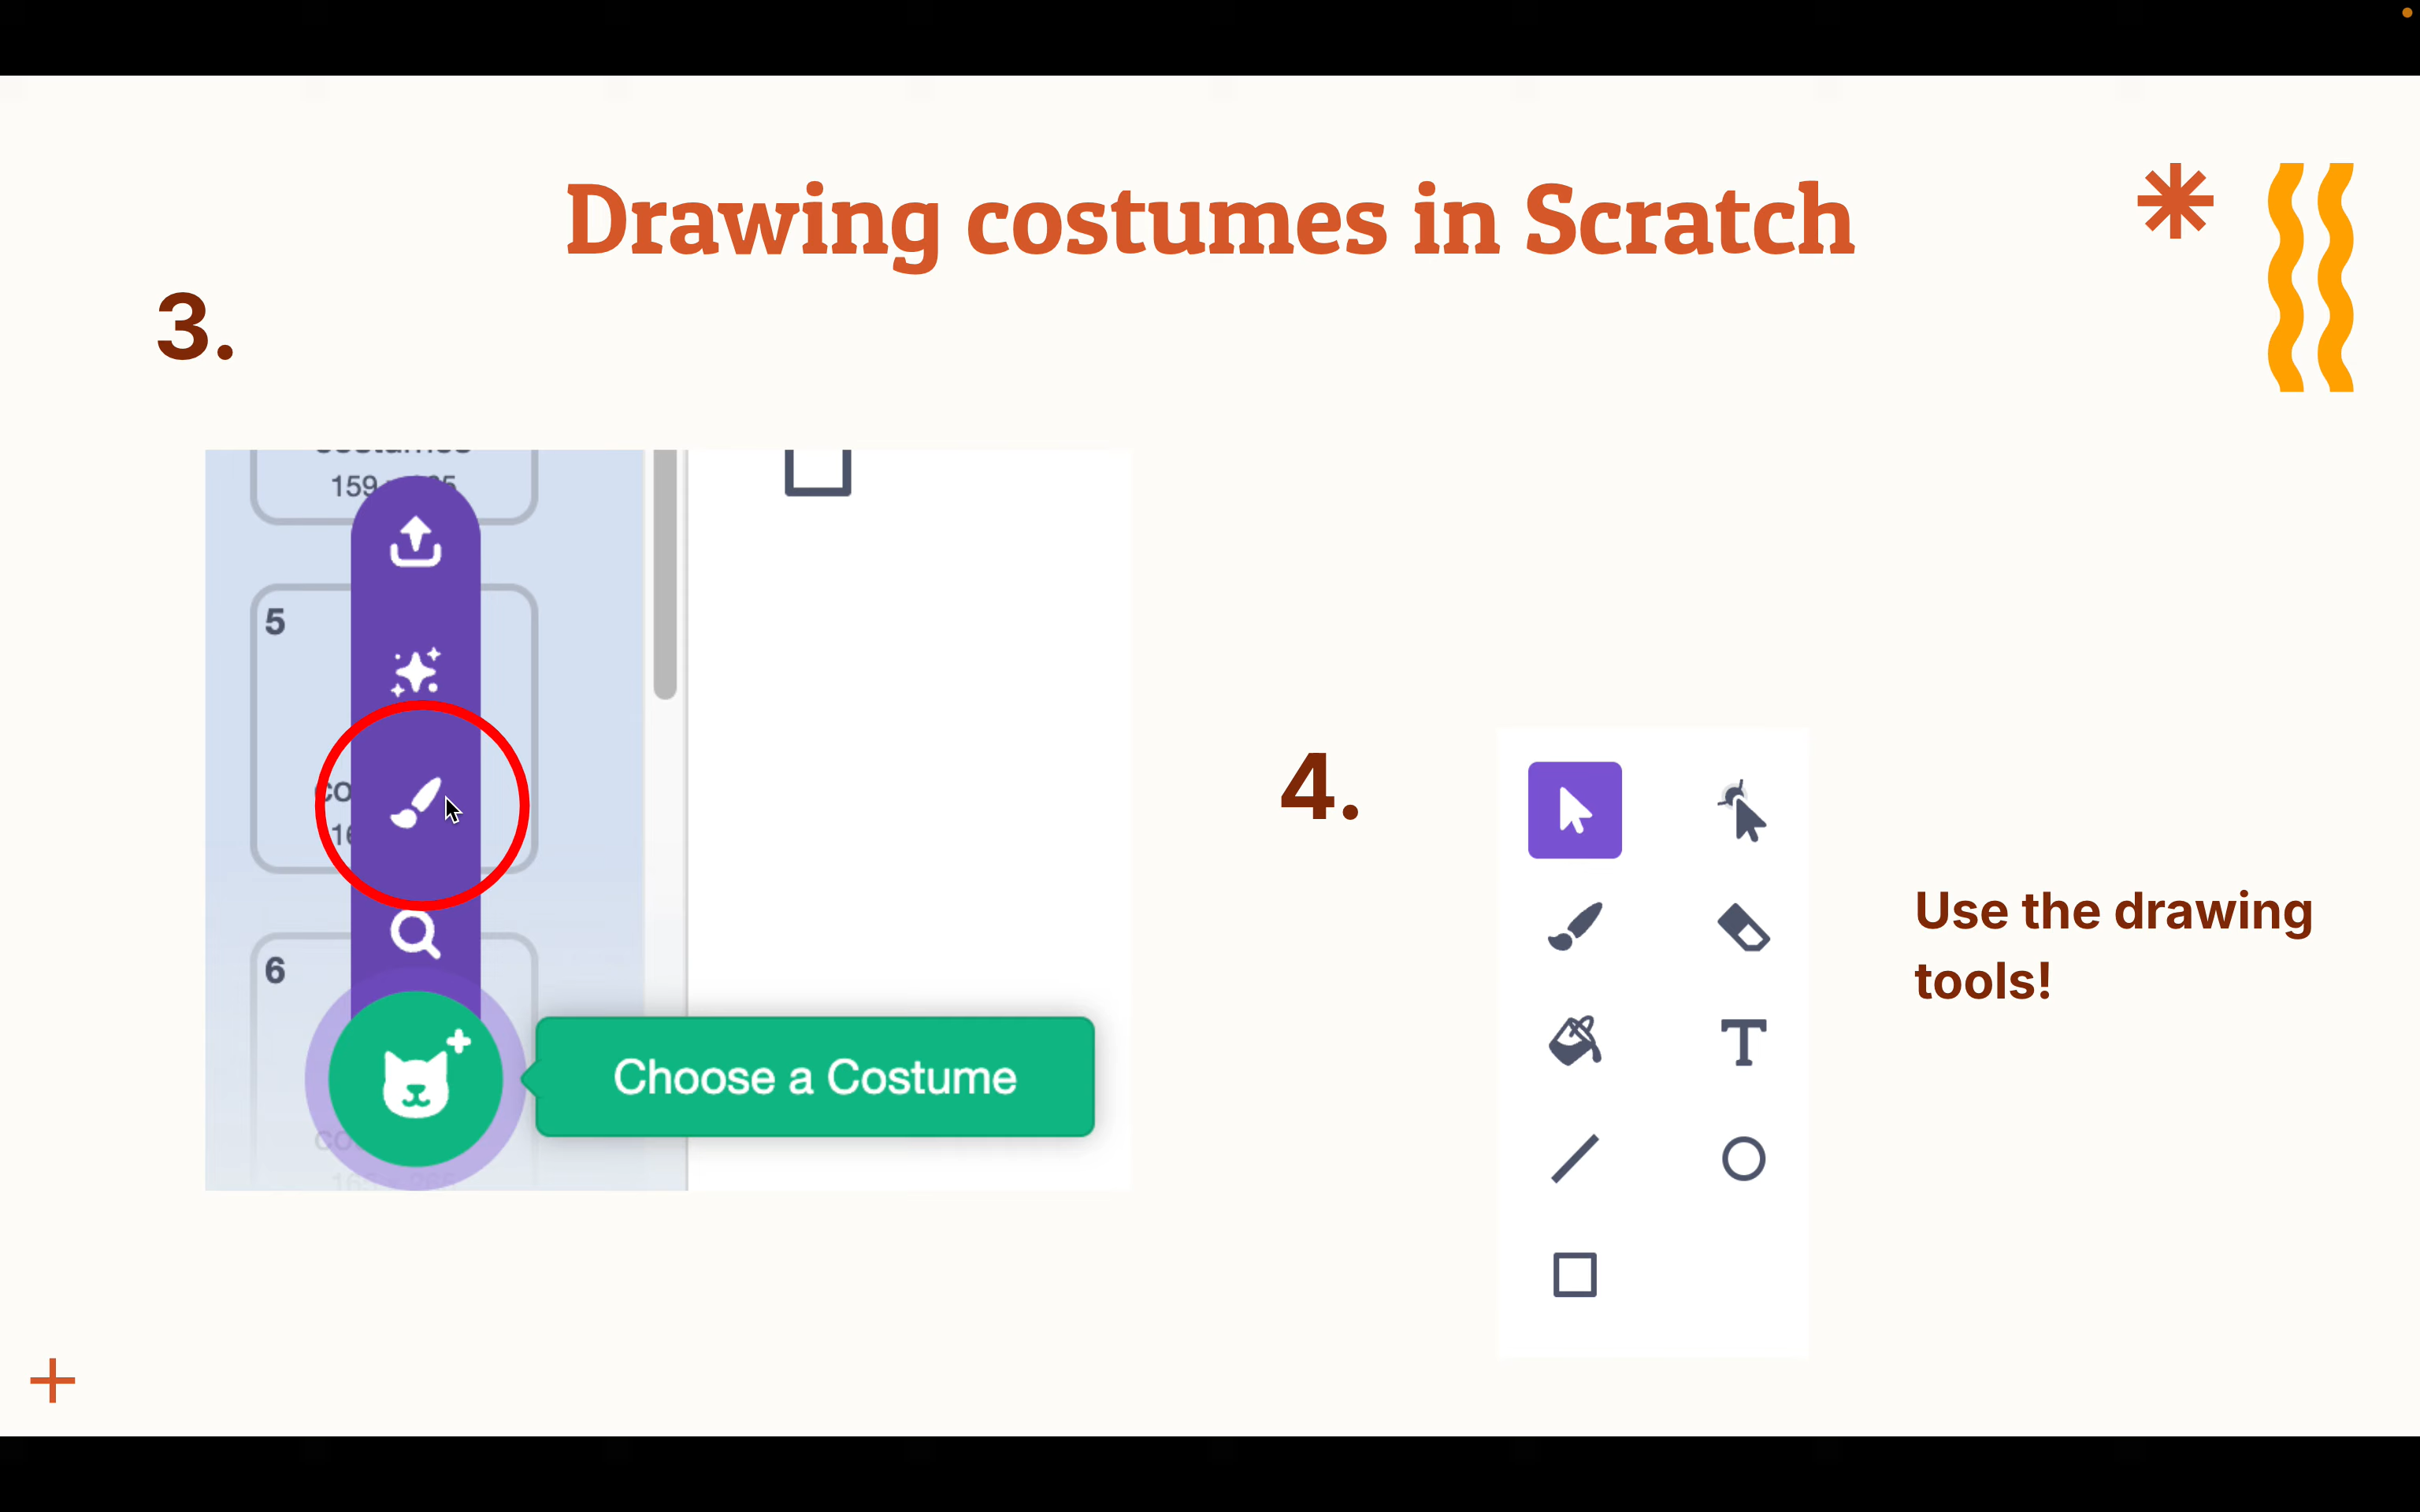 Drawing costumes in Scratch
3.
5
6
Choose a Costume
4.
T
Use the drawing
tools!